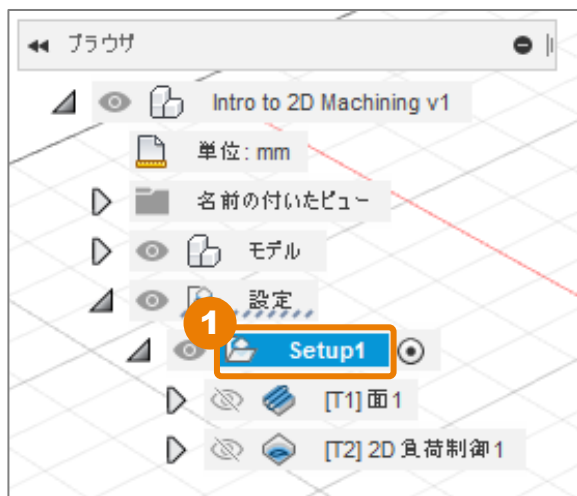 ブラウザ
Intro to 2D Machining v1
単位: mm
名前の付いたビュー
モデル
設定
1
Setup1
[T1] 面1
[T2] 2D 負荷制御1